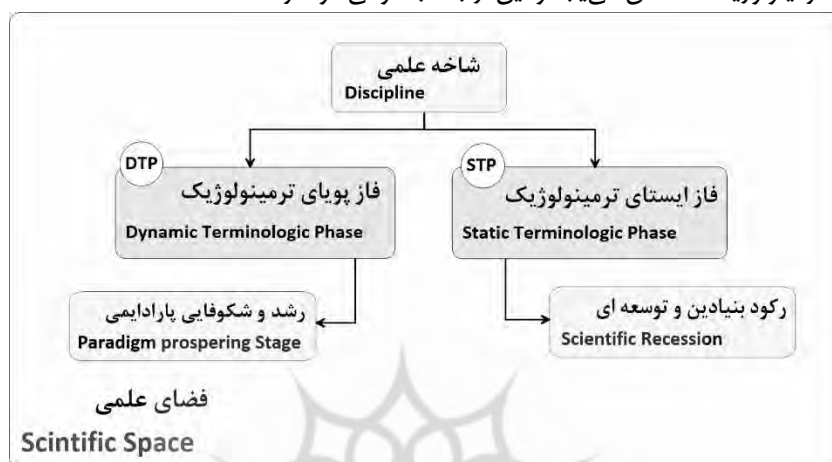 شاخه علمی
Discipline
DTP
فاز پویای ترمینولوژیک
Dynamic Terminologic Phase
STP
فاز ایستای ترمینولوژیک
Static Terminologic Phase
رشد و شکوفایی پارادایمی
Paradigm prospering Stage
رکود بنیادین و توسعه ای
Scientific Recession
فضای علمی
Scintific Space